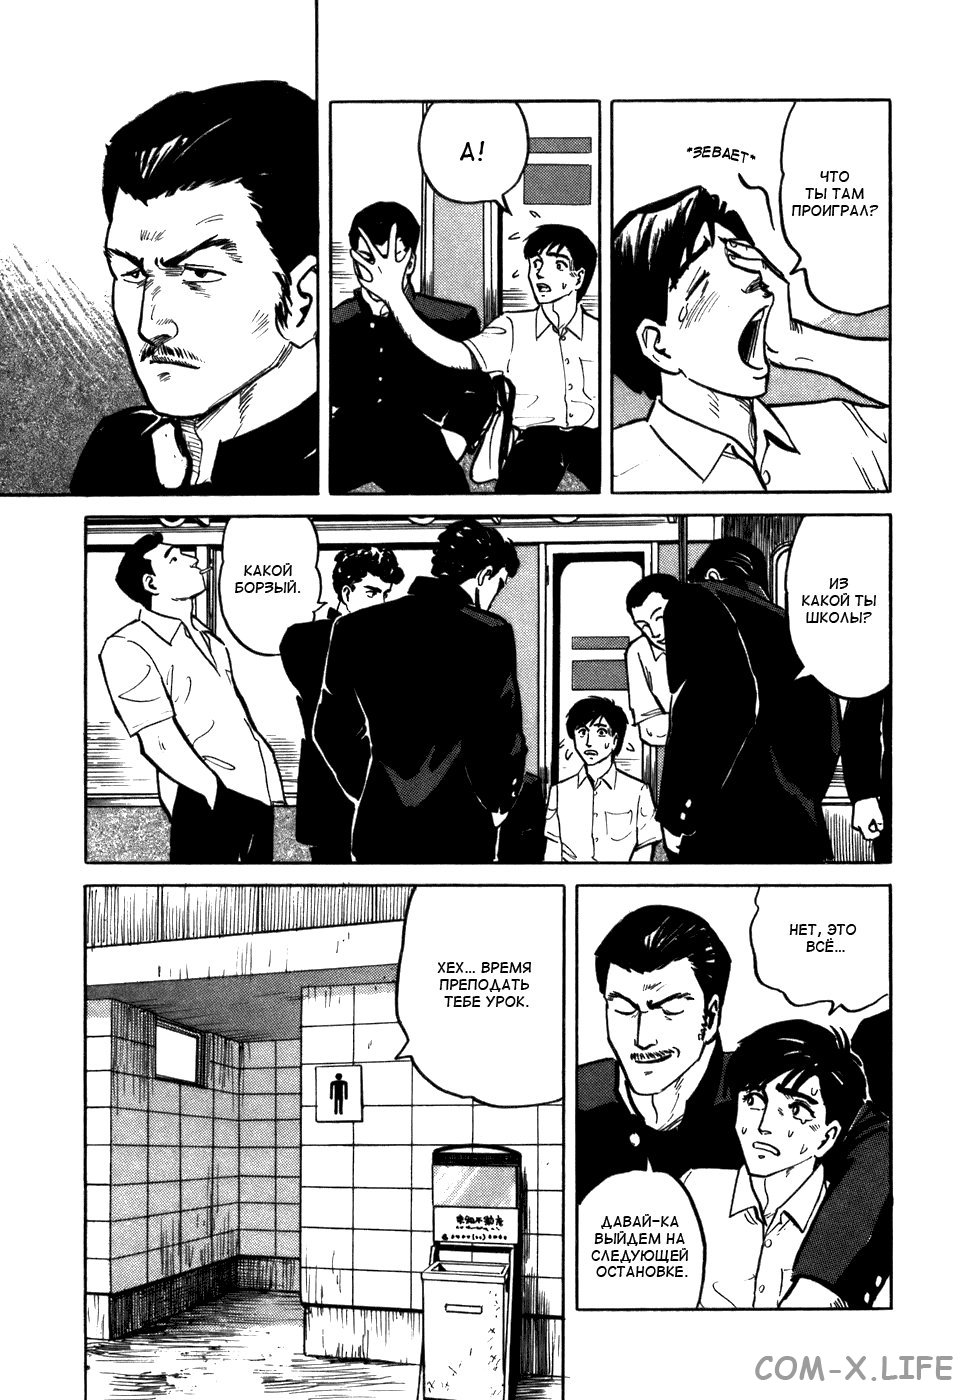 *ЗЕВАЕТ*
ЧТО
ТЫ ТАМ
ПРОИГРАЛ?
А!
ИЗ
КАКОЙ ТЫ
ШКОЛЫ?
КАКОЙ
БОРЗЫЙ.
НЕТ, ЭТО
ВСЁ...
ДАВАЙ-КА
ВЫЙДЕМ НА
СЛЕДУЮЩЕЙ
ОСТАНОВКЕ.
ХЕХ... ВРЕМЯ
ПРЕПОДАТЬ
ТЕБЕ УРОК.
COM-X.LIFE